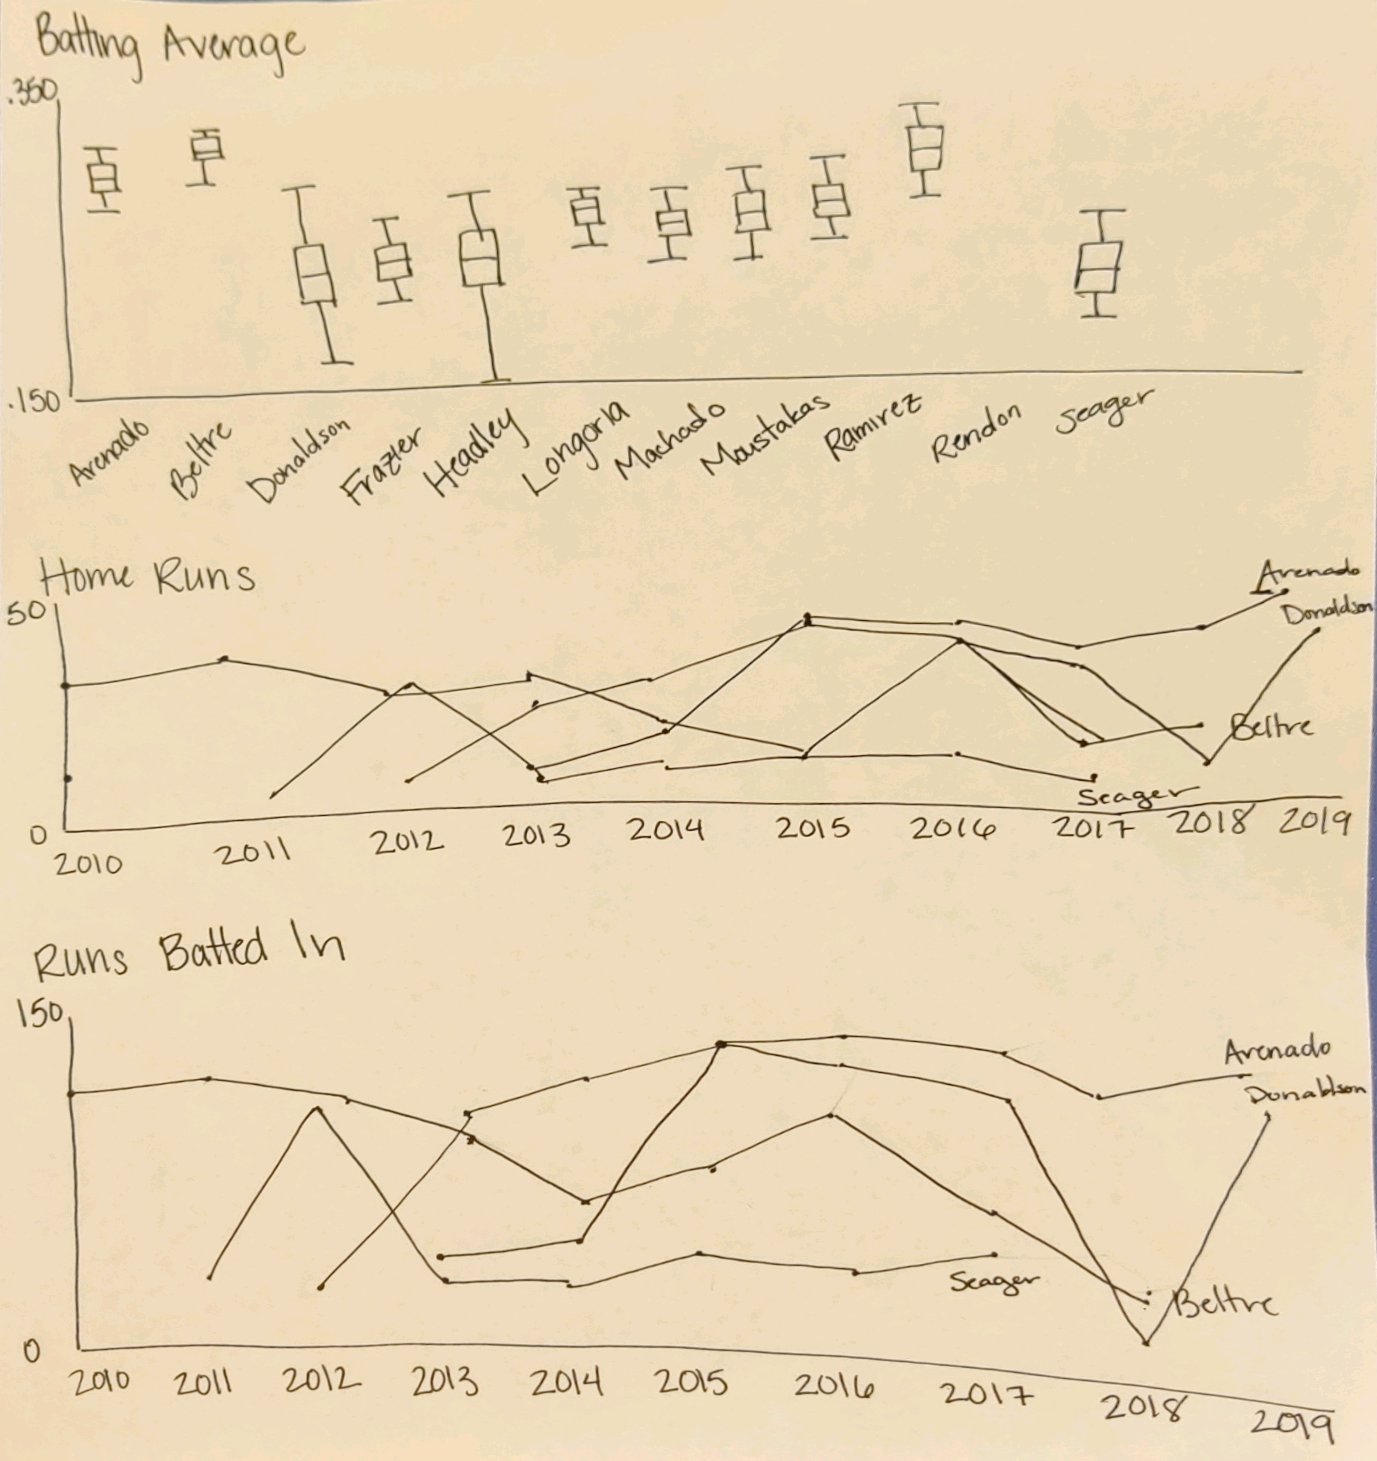 Batting Average
.350
.150
Arenado Beltre Donaldson Frazier Headley Longoria Machado Moustakas Ramirez Rendon Seager
Home Runs
50
Arenado
Donaldson
Beltre
Seager
0
2010 2011 2012 2013 2014 2015 2016 2017 2018 2019
Runs Batted In
150
Arenado
Donaldson
Seager
Beltre
0
2010 2011 2012 2013 2014 2015 2016 2017 2018 2019